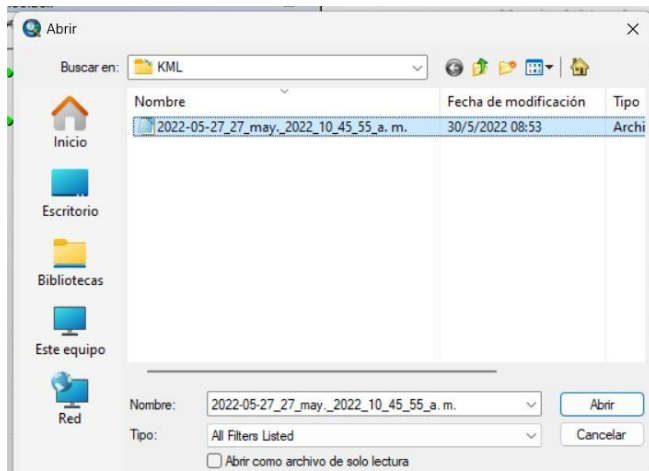 Abrir
Buscar en: KML
Nombre Fecha de modificación Tipo
2022-05-27_27_may._2022_10_45_55_a. m. 30/5/2022 08:53 Archi
Inicio
Escritorio
Bibliotecas
Este equipo
Red
Nombre: 2022-05-27_27_may._2022_10_45_55_a. m. Abrir
Tipo: All Filters Listed Cancelar
Abrir como archivo de solo lectura